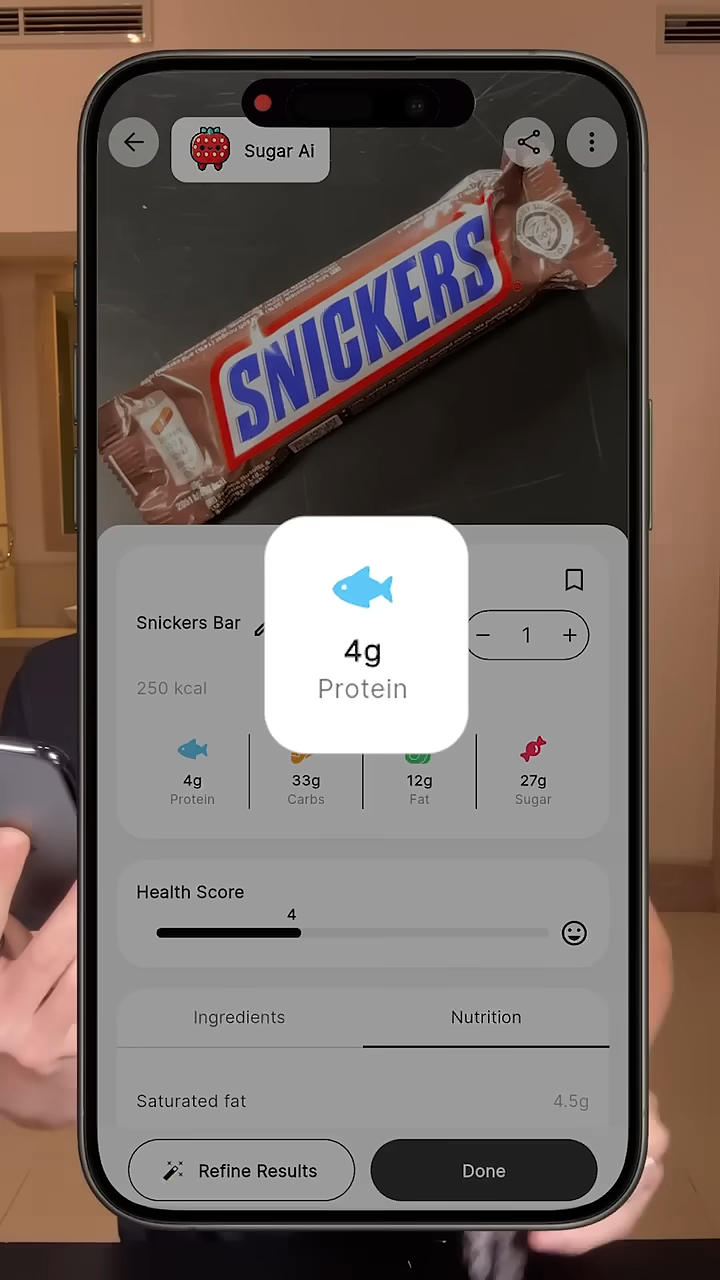 Sugar Ai
SNICKERS
4g
Protein
Snickers Bar
1
250 kcal
4g
Protein
33g
Carbs
12g
Fat
27g
Sugar
Health Score
4
Ingredients
Nutrition
Saturated fat
4.5g
Refine Results
Done